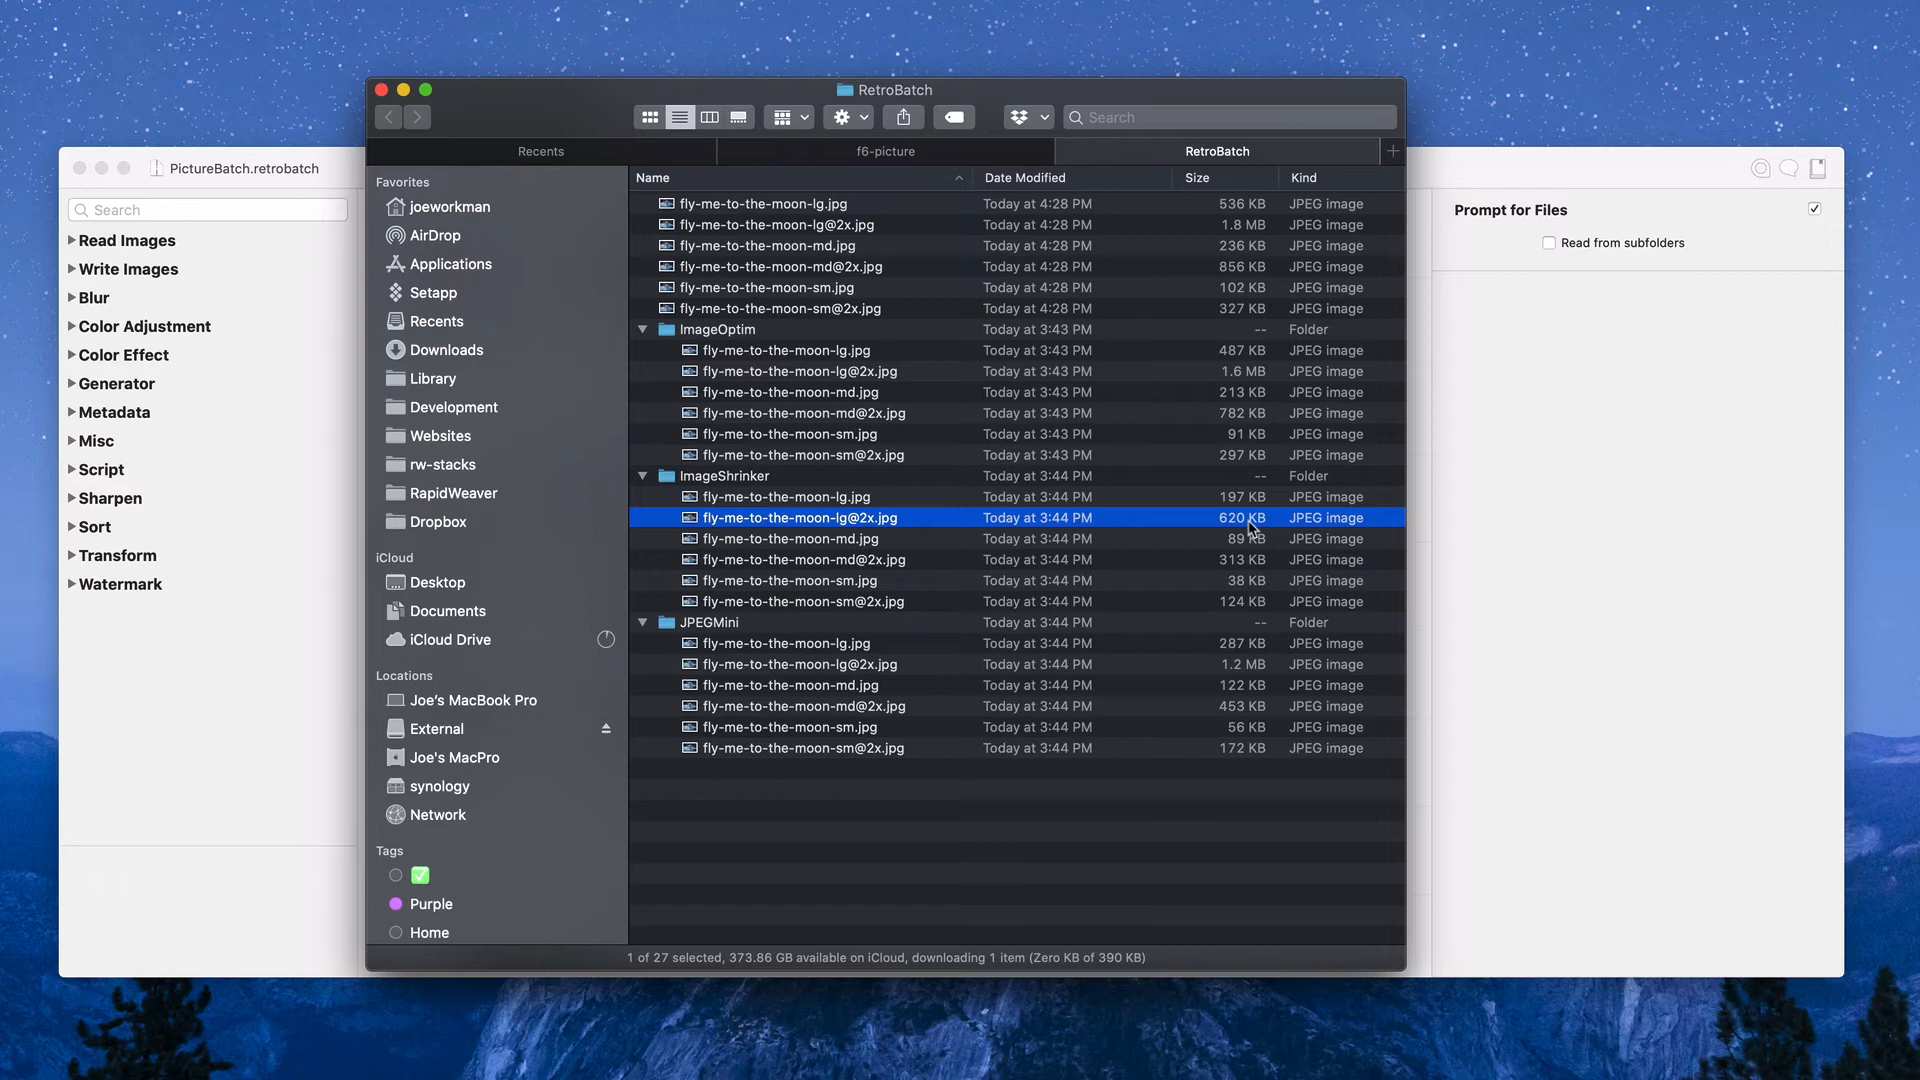 RetroBatch
Search
Recents
f6-picture
RetroBatch
PictureBatch.retrobatch
Search
Read Images
Write Images
Blur
Color Adjustment
Color Effect
Generator
Metadata
Misc
Script
Sharpen
Sort
Transform
Watermark
Favorites
joeworkman
AirDrop
Applications
Setapp
Recents
Downloads
Library
Development
Websites
rw-stacks
RapidWeaver
Dropbox
iCloud
Desktop
Documents
iCloud Drive
Locations
Joe's MacBook Pro
External
Joe's MacPro
synology
Network
Tags
Purple
Home
Name Date Modified Size Kind
fly-me-to-the-moon-lg.jpg Today at 4:28 PM 536 KB JPEG image
fly-me-to-the-moon-lg@2x.jpg Today at 4:28 PM 1.8 MB JPEG image
fly-me-to-the-moon-md.jpg Today at 4:28 PM 236 KB JPEG image
fly-me-to-the-moon-md@2x.jpg Today at 4:28 PM 856 KB JPEG image
fly-me-to-the-moon-sm.jpg Today at 4:28 PM 102 KB JPEG image
fly-me-to-the-moon-sm@2x.jpg Today at 4:28 PM 327 KB JPEG image
ImageOptim Today at 3:43 PM -- Folder
fly-me-to-the-moon-lg.jpg Today at 3:43 PM 487 KB JPEG image
fly-me-to-the-moon-lg@2x.jpg Today at 3:43 PM 1.6 MB JPEG image
fly-me-to-the-moon-md.jpg Today at 3:43 PM 213 KB JPEG image
fly-me-to-the-moon-md@2x.jpg Today at 3:43 PM 782 KB JPEG image
fly-me-to-the-moon-sm.jpg Today at 3:43 PM 91 KB JPEG image
fly-me-to-the-moon-sm@2x.jpg Today at 3:43 PM 297 KB JPEG image
ImageShrinker Today at 3:44 PM -- Folder
fly-me-to-the-moon-lg.jpg Today at 3:44 PM 197 KB JPEG image
fly-me-to-the-moon-lg@2x.jpg Today at 3:44 PM 620 KB JPEG image
fly-me-to-the-moon-md.jpg Today at 3:44 PM 89 KB JPEG image
fly-me-to-the-moon-md@2x.jpg Today at 3:44 PM 313 KB JPEG image
fly-me-to-the-moon-sm.jpg Today at 3:44 PM 38 KB JPEG image
fly-me-to-the-moon-sm@2x.jpg Today at 3:44 PM 124 KB JPEG image
JPEGMini Today at 3:44 PM -- Folder
fly-me-to-the-moon-lg.jpg Today at 3:44 PM 287 KB JPEG image
fly-me-to-the-moon-lg@2x.jpg Today at 3:44 PM 1.2 MB JPEG image
fly-me-to-the-moon-md.jpg Today at 3:44 PM 122 KB JPEG image
fly-me-to-the-moon-md@2x.jpg Today at 3:44 PM 453 KB JPEG image
fly-me-to-the-moon-sm.jpg Today at 3:44 PM 56 KB JPEG image
fly-me-to-the-moon-sm@2x.jpg Today at 3:44 PM 172 KB JPEG image
1 of 27 selected, 373.86 GB available on iCloud, downloading 1 item (Zero KB of 390 KB)
Prompt for Files
Read from subfolders